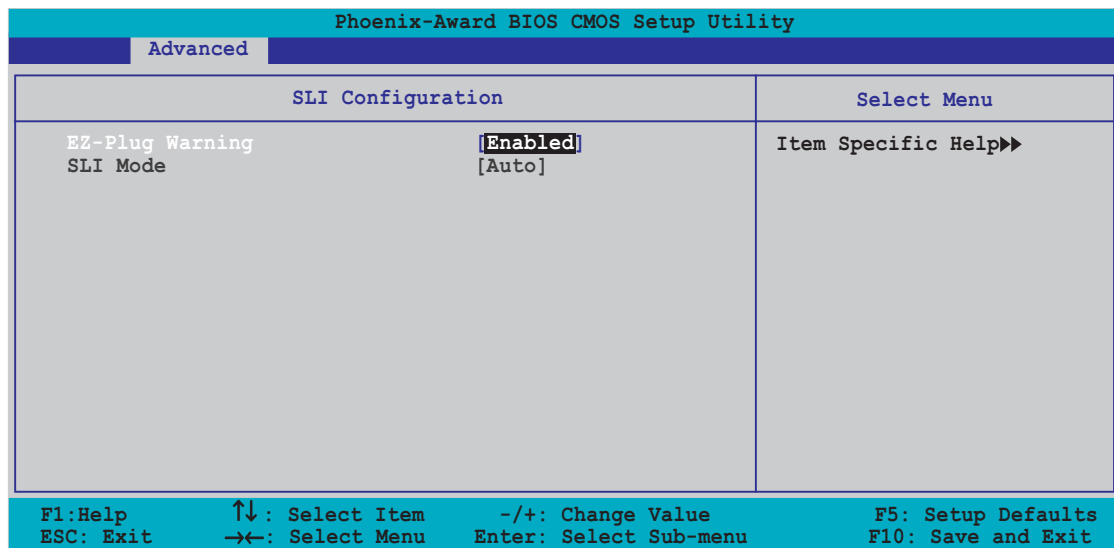 Phoenix-Award BIOS CMOS Setup Utility
Advanced
SLI Configuration Select Menu
EZ-Plug Warning [Enabled] Item Specific Help▶▶
SLI Mode [Auto]
F1:Help ↑↓: Select Item -/+: Change Value F5: Setup Defaults
ESC: Exit →←: Select Menu Enter: Select Sub-menu F10: Save and Exit